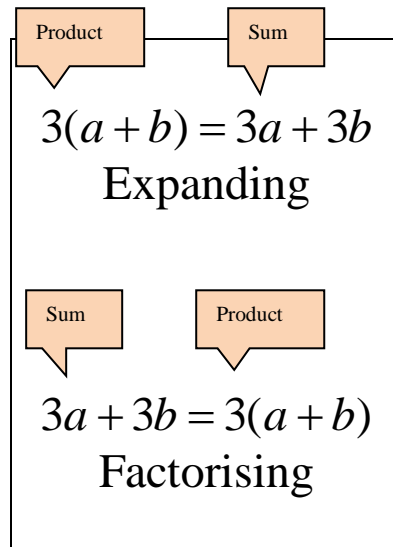 Product Sum
3(a + b) = 3a + 3b
Expanding
Sum Product
3a + 3b = 3(a + b)
Factorising